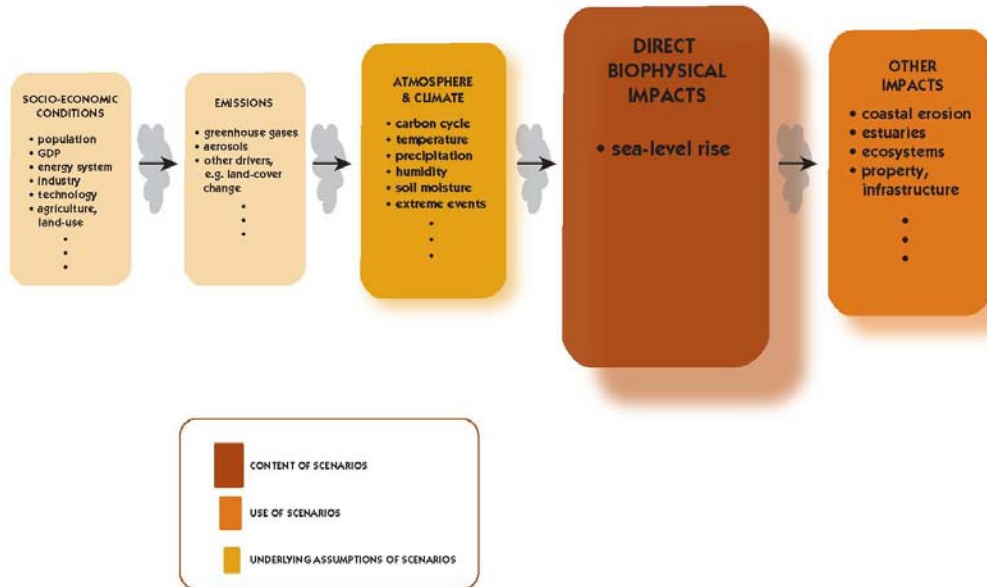 SOCIO-ECONOMIC
CONDITIONS
• population
• GDP
• energy system
• industry
• technology
• agriculture,
land-use
EMISSIONS
• greenhouse gases
• aerosols
• other drivers,
e.g. land-cover
change
ATMOSPHERE
& CLIMATE
• carbon cycle
• temperature
• precipitation
• humidity
• soil moisture
• extreme events
DIRECT
BIOPHYSICAL
IMPACTS
• sea-level rise
OTHER
IMPACTS
• coastal erosion
• estuaries
• ecosystems
• property,
infrastructure
CONTENT OF SCENARIOS
USE OF SCENARIOS
UNDERLYING ASSUMPTIONS OF SCENARIOS